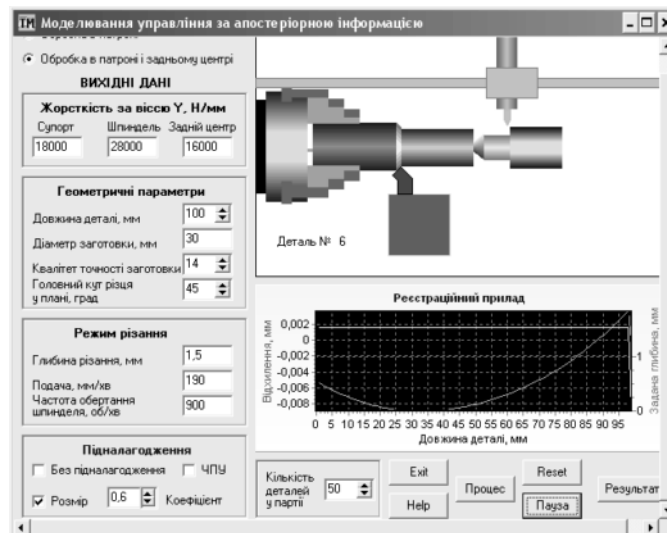 ТМ Моделювання управління за апостеріорною інформацією
Обробка в патроні і задньому центрі
ВИХІДНІ ДАНІ
Жорсткість за віссю Y, Н/мм
Супорт Шпиндель Задній центр
18000 28000 16000
Геометричні параметри
Довжина деталі, мм 100
Діаметр заготовки, мм 30
Квалітет точності заготовки 14
Головний кут різця
у плані, град 45
Режим різання
Глибина різання, мм 1,5
Подача, мм/хв 190
Частота обертання
шпинделя, об/хв 900
Підналагодження
Без підналагодження ЧПУ
Розмір 0,6 Коефіцієнт
Деталь № 6
Реєстраційний прилад
Відхилення, мм
0,002
0
-0,002
-0,004
-0,006
-0,008
0 5 10 15 20 25 30 35 40 45 50 55 60 65 70 75 80 85 90 95
Довжина деталі, мм
1
0
Задана глибина, мм
Кількість
деталей
у партії
50
Exit
Help
Процес
Reset
Пауза
Результат